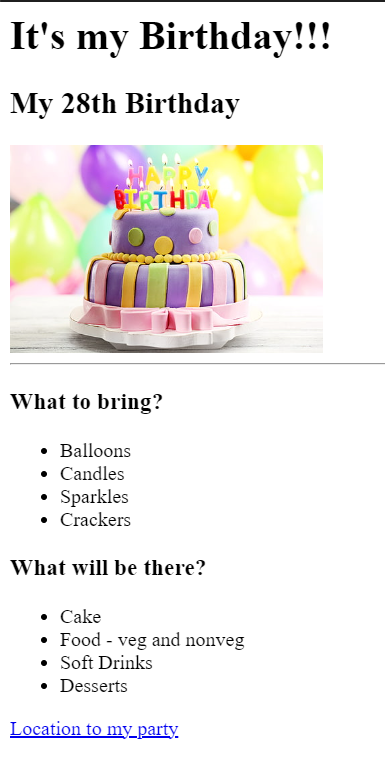 It's my Birthday!!!
My 28th Birthday
HAPPY
BIRTHDAY
What to bring?
Balloons
Candles
Sparkles
Crackers
What will be there?
Cake
Food - veg and nonveg
Soft Drinks
Desserts
Location to my party